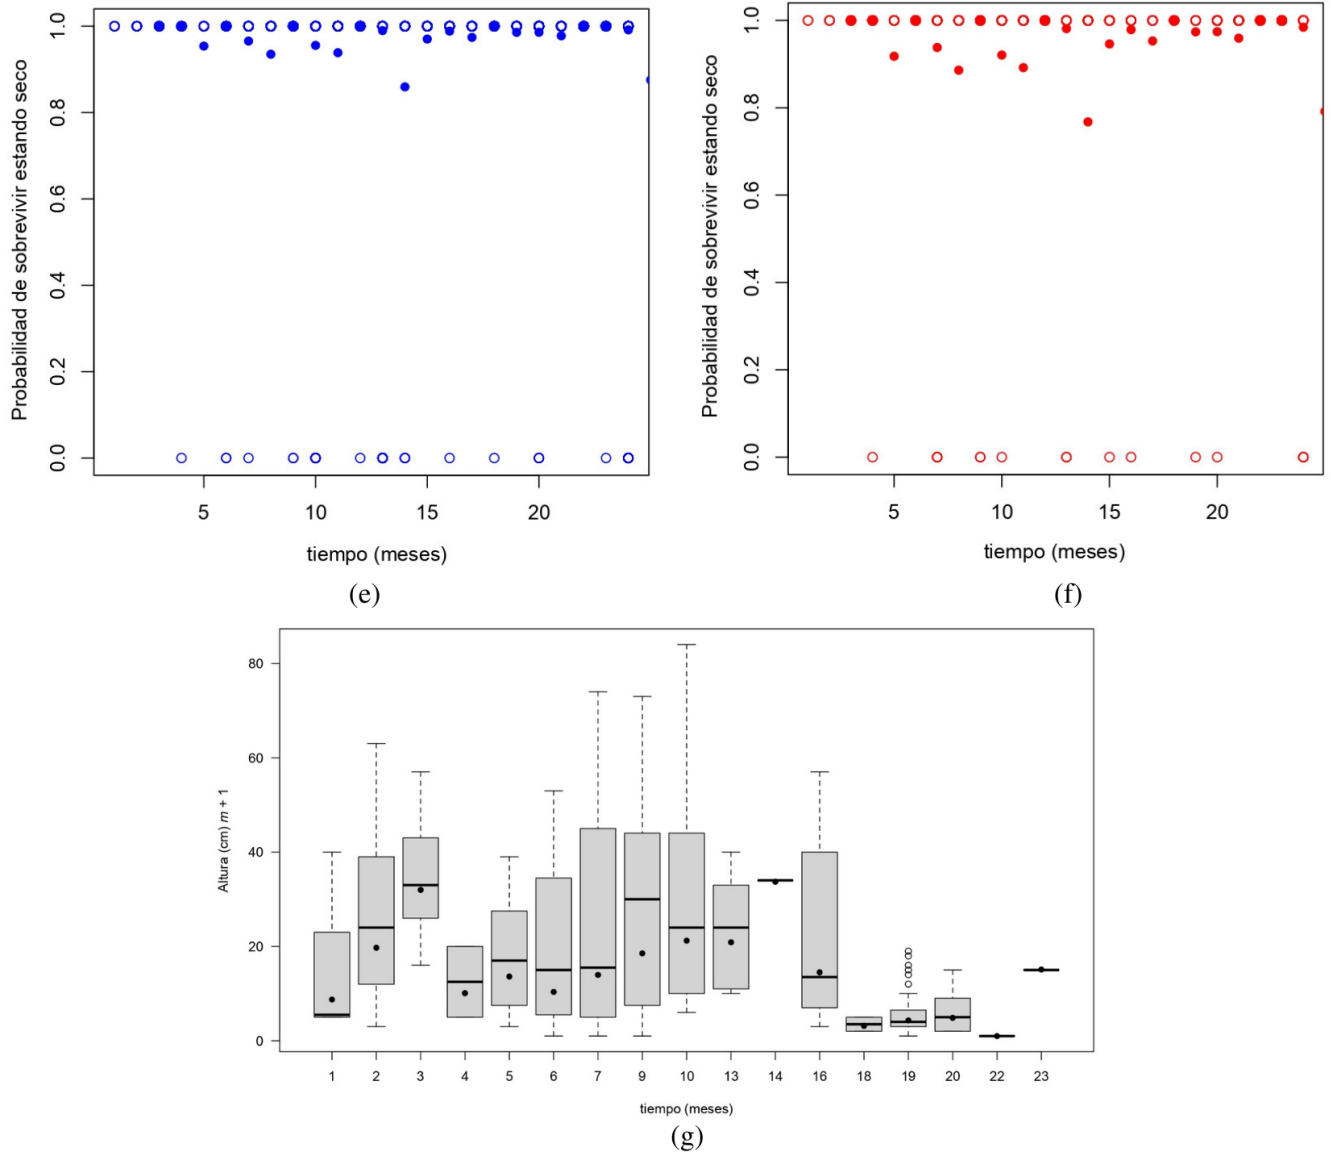 Probabilidad de sobrevivir estando seco
1.0
0.8
0.6
0.4
0.2
0.0
5 10 15 20
tiempo (meses)
(e)
Probabilidad de sobrevivir estando seco
1.0
0.8
0.6
0.4
0.2
0.0
5 10 15 20
tiempo (meses)
(f)
Altura (cm) m + 1
80
60
40
20
0
1 2 3 4 5 6 7 9 10 13 14 16 18 19 20 22 23
tiempo (meses)
(g)